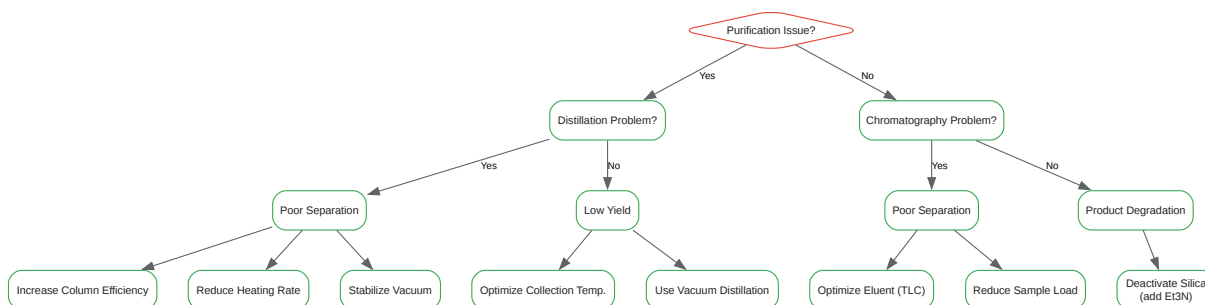 Purification Issue?
Yes
No
Distillation Problem?
Chromatography Problem?
Yes
No
Yes
No
Poor Separation
Low Yield
Poor Separation
Product Degradation
Increase Column Efficiency
Reduce Heating Rate
Stabilize Vacuum
Optimize Collection Temp.
Use Vacuum Distillation
Optimize Eluent (TLC)
Reduce Sample Load
Deactivate Silica
(add Et3N)